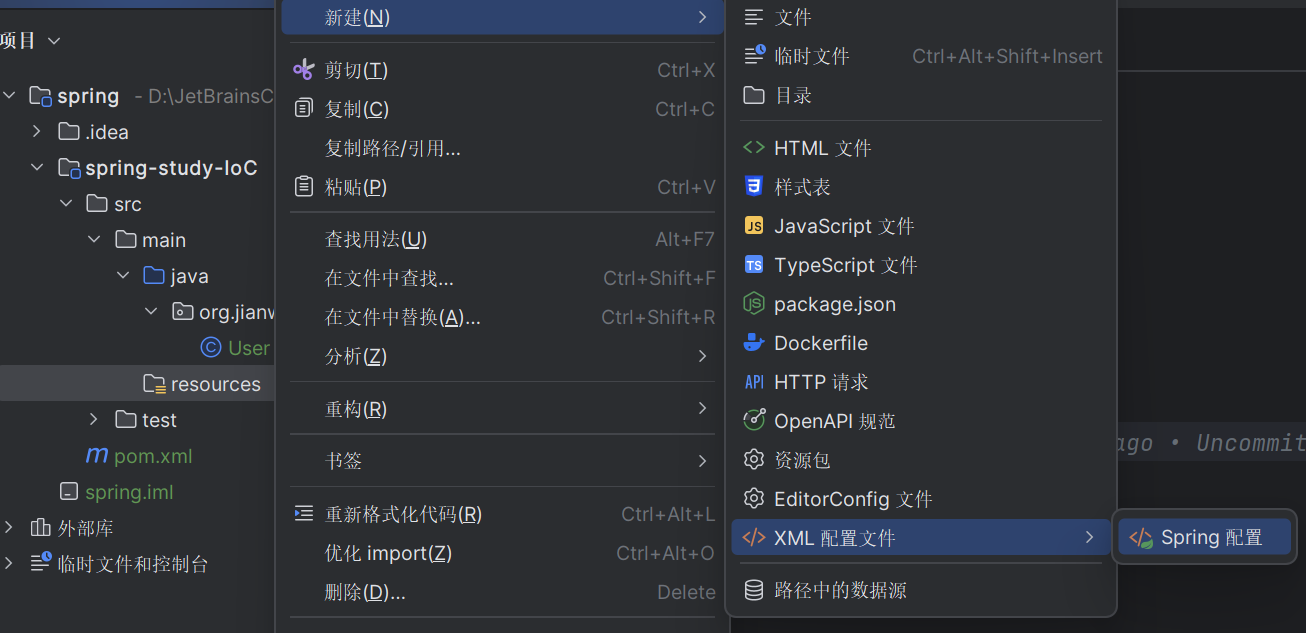 项目
spring - D:\JetBrainsC
.idea
spring-study-IoC
src
main
java
org.jianw
User
resources
test
pom.xml
spring.iml
外部库
临时文件和控制台
新建(N)
剪切(T) Ctrl+X
复制(C) Ctrl+C
复制路径/引用...
粘贴(P) Ctrl+V
查找用法(U) Alt+F7
在文件中查找... Ctrl+Shift+F
在文件中替换(A)... Ctrl+Shift+R
分析(Z)
重构(R)
书签
重新格式化代码(R) Ctrl+Alt+L
优化 import(Z) Ctrl+Alt+O
删除(D)... Delete
文件
临时文件 Ctrl+Alt+Shift+Insert
目录
HTML 文件
样式表
JS JavaScript 文件
TS TypeScript 文件
package.json
Dockerfile
API HTTP 请求
OpenAPI 规范
资源包
EditorConfig 文件
XML 配置文件
路径中的数据源
Spring 配置
ago • Uncommit